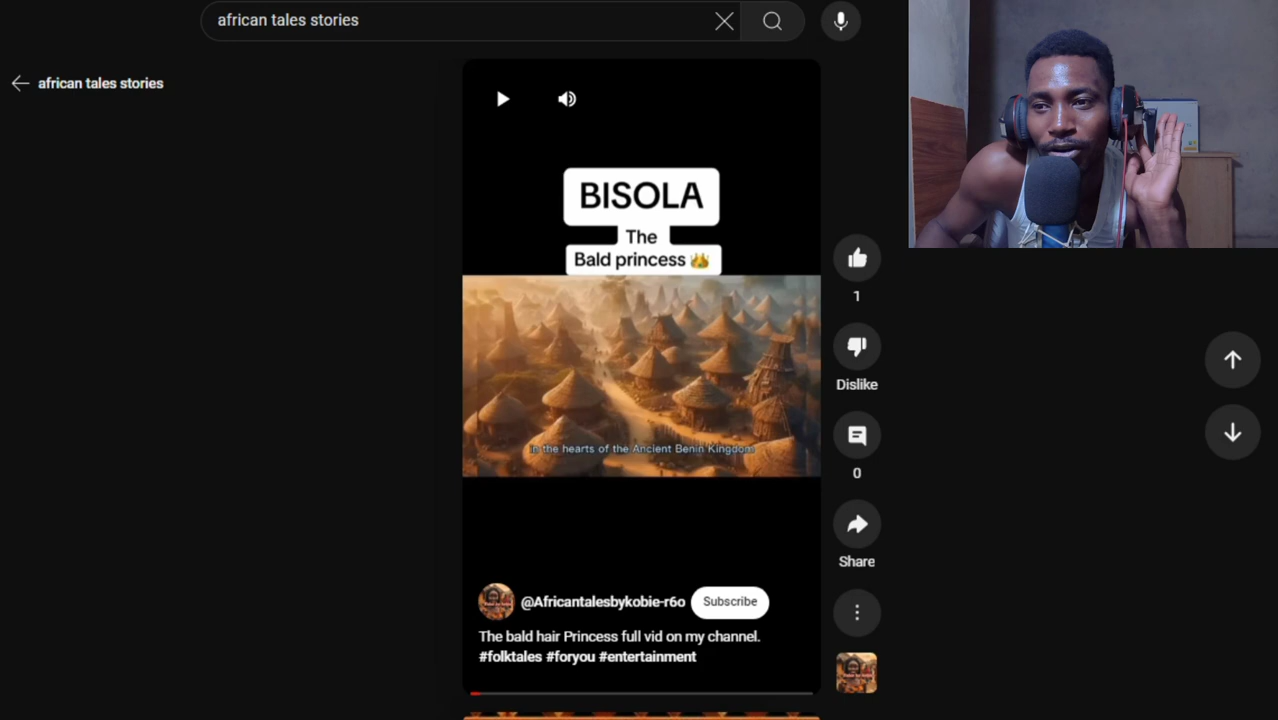 african tales stories
african tales stories
BISOLA
The
Bald princess 👑
In the hearts of the Ancient Benin Kingdom
1
Dislike
0
Share
@Africantalesbykobie-r6o
Subscribe
The bald hair Princess full vid on my channel.
#folktales #foryou #entertainment